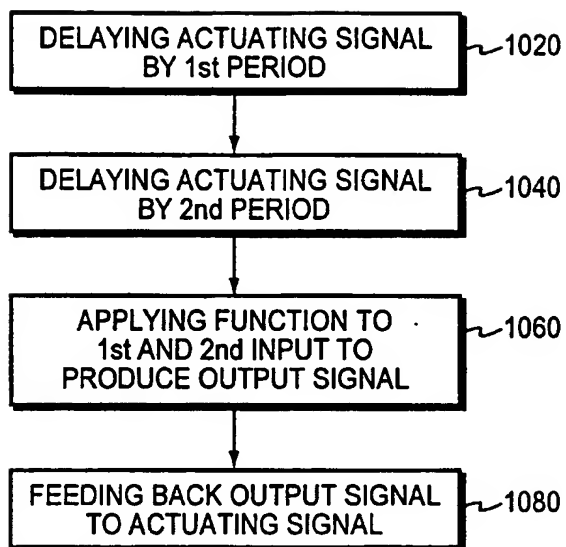 DELAYING ACTUATING SIGNAL
BY 1st PERIOD
1020
DELAYING ACTUATING SIGNAL
BY 2nd PERIOD
1040
APPLYING FUNCTION TO
1st AND 2nd INPUT TO
PRODUCE OUTPUT SIGNAL
1060
FEEDING BACK OUTPUT SIGNAL
TO ACTUATING SIGNAL
1080